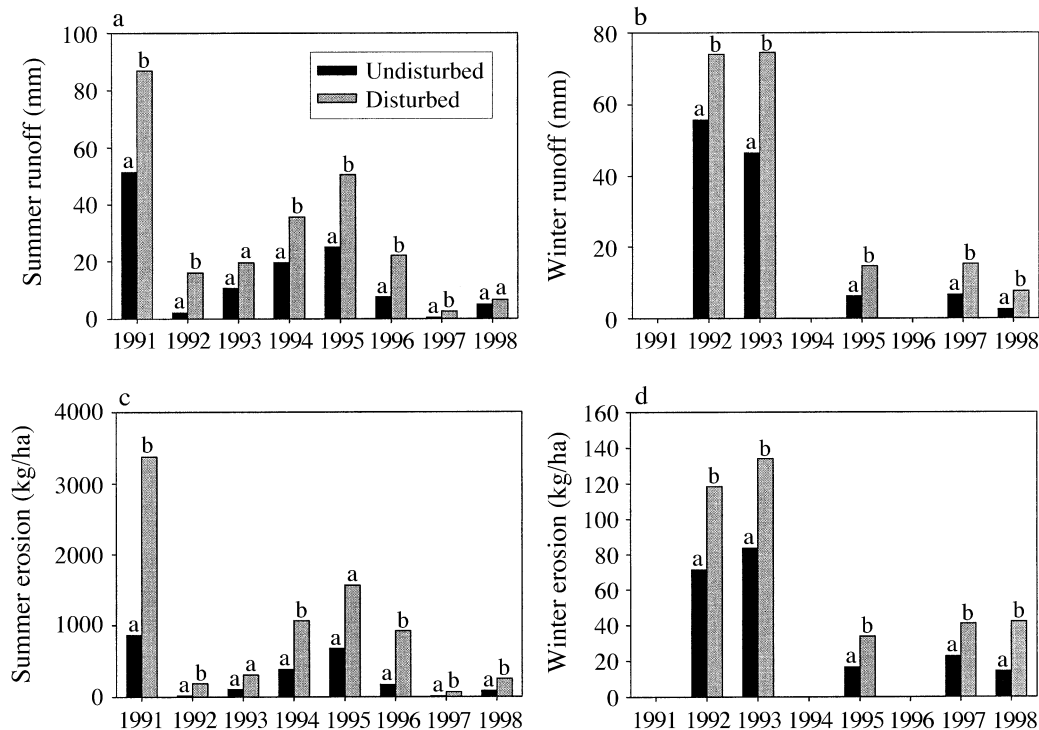 a
Summer runoff (mm)
100
80
60
40
20
0
Undisturbed
Disturbed
a b a b a a a b a b a b a b a a
1991 1992 1993 1994 1995 1996 1997 1998
b
Winter runoff (mm)
80
60
40
20
0
a b a b a b a b a b
1991 1992 1993 1994 1995 1996 1997 1998
c
Summer erosion (kg/ha)
4000
3000
2000
1000
0
a b a b a a a b a a a b a b a b
1991 1992 1993 1994 1995 1996 1997 1998
d
Winter erosion (kg/ha)
160
140
120
100
80
60
40
20
0
a b a b a b a b a b
1991 1992 1993 1994 1995 1996 1997 1998